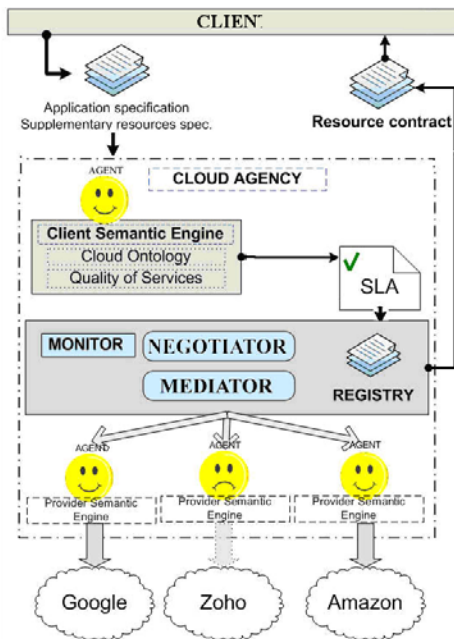 CLIENT
Application specification
Supplementary resources spec.
Resource contract
AGENT
CLOUD AGENCY
Client Semantic Engine
Cloud Ontology
Quality of Services
SLA
MONITOR
NEGOTIATOR
MEDIATOR
REGISTRY
AGENT
AGENT
AGENT
Provider Semantic
Engine
Provider Semantic
Engine
Provider Semantic
Engine
Google
Zoho
Amazon